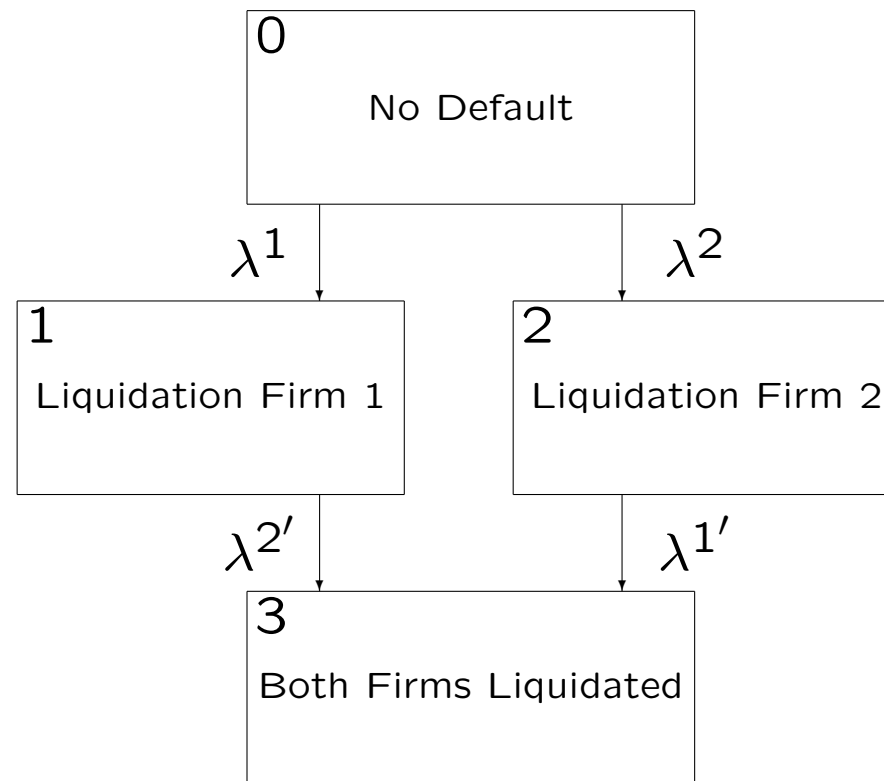 0
No Default
λ1 λ2
1 2
Liquidation Firm 1 Liquidation Firm 2
λ2′ λ1′
3
Both Firms Liquidated